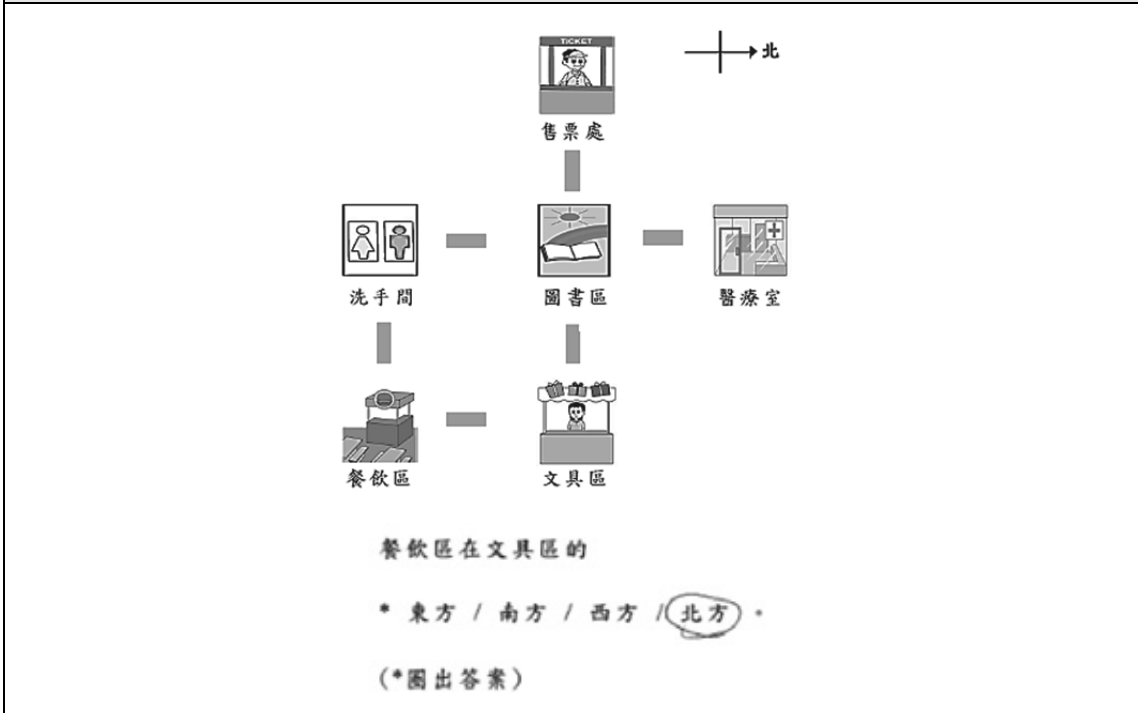 TICKET
北
售票處
洗手間
圖書區
醫療室
餐飲區
文具區
餐飲區在文具區的
* 東方 / 南方 / 西方 / 北方。
(*圈出答案)